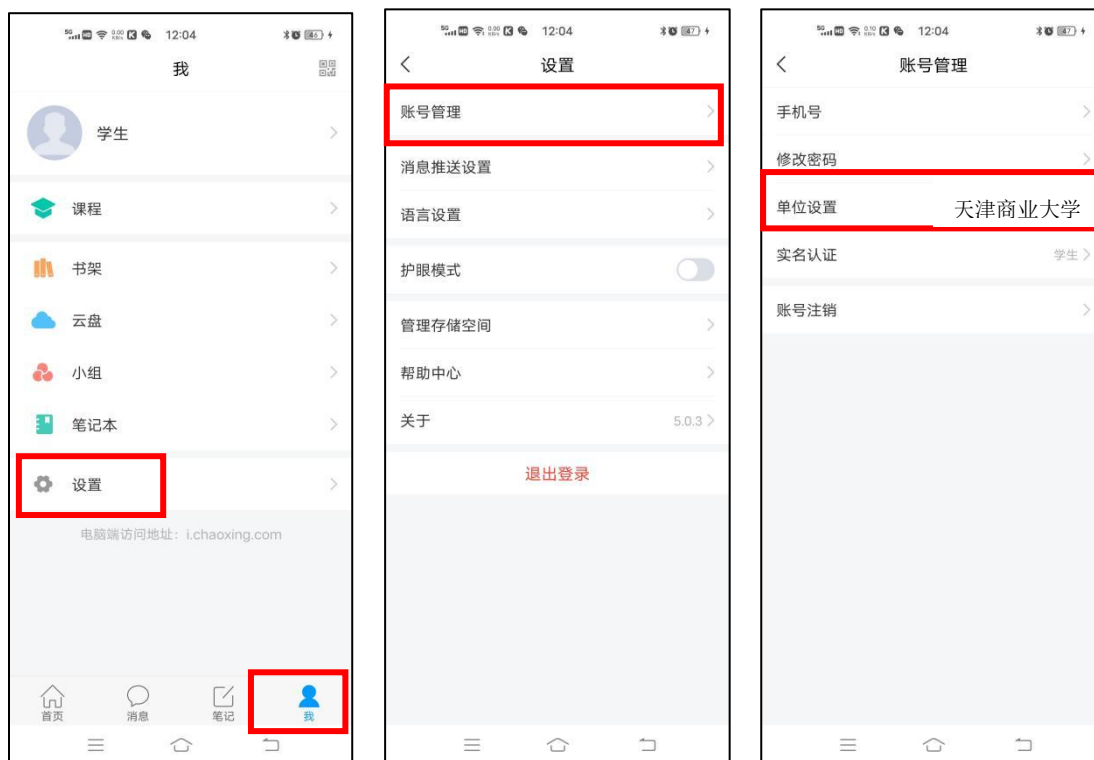 12:04
我
学生
课程
书架
云盘
小组
笔记本
设置
电脑端访问地址：i.chaoxing.com
首页
消息
笔记
我
12:04
设置
账号管理
消息推送设置
语言设置
护眼模式
管理存储空间
帮助中心
关于 5.0.3
退出登录
12:04
账号管理
手机号
修改密码
单位设置 天津商业大学
实名认证 学生
账号注销